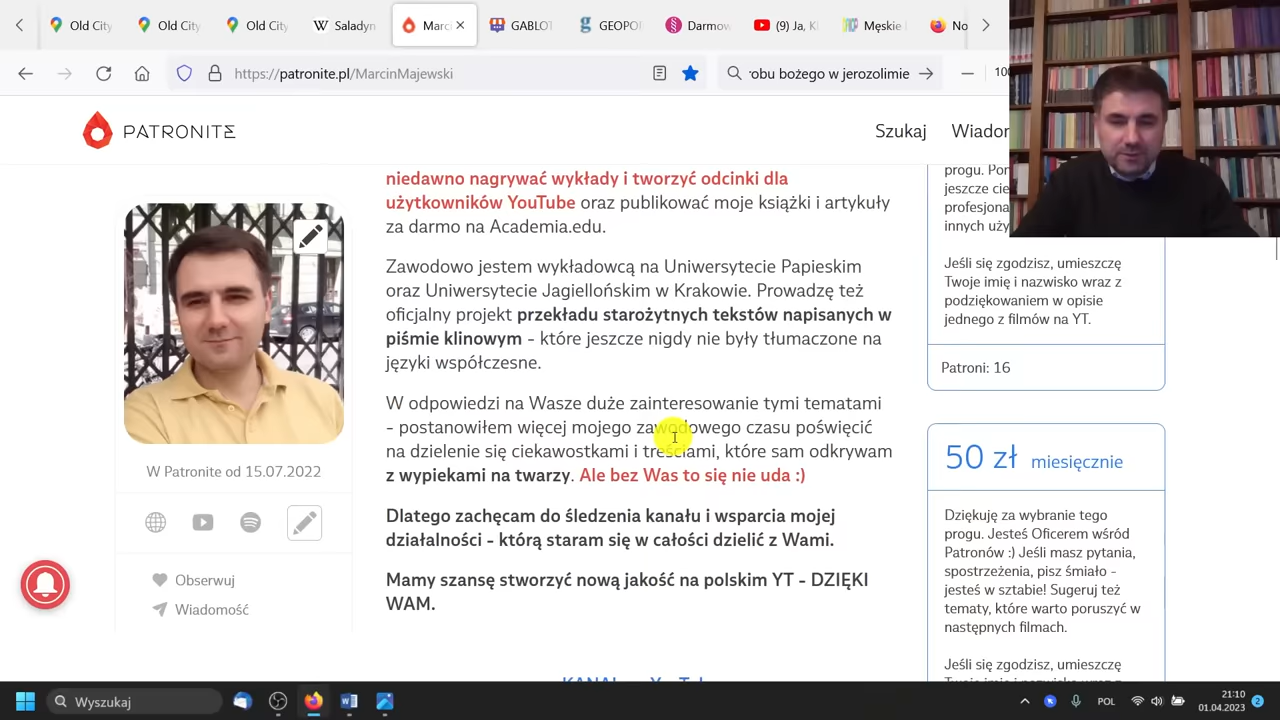 Old City
Old City
Old City
Saladyn
Marci
GABLOT
GEOPOL
Darmow
(9) Ja, Kl
Męskie
No
https://patronite.pl/MarcinMajewski
obu bożego w jerozolimie
PATRONITE
Szukaj
niedawno nagrywać wykłady i tworzyć odcinki dla
użytkowników YouTube oraz publikować moje książki i artykuły
za darmo na Academia.edu.
Zawodowo jestem wykładowcą na Uniwersytecie Papieskim
oraz Uniwersytecie Jagiellońskim w Krakowie. Prowadzę też
oficjalny projekt przekładu starożytnych tekstów napisanych w
piśmie klinowym - które jeszcze nigdy nie były tłumaczone na
języki współczesne.
W odpowiedzi na Wasze duże zainteresowanie tymi tematami
- postanowiłem więcej mojego zawodowego czasu poświęcić
na dzielenie się ciekawostkami i treściami, które sam odkrywam
z wypiekami na twarzy. Ale bez Was to się nie uda :)
Dlatego zachęcam do śledzenia kanału i wsparcia mojej
działalności - którą staram się w całości dzielić z Wami.
Mamy szansę stworzyć nową jakość na polskim YT - DZIĘKI
WAM.
W Patronite od 15.07.2022
Obserwuj
Wiadomość
progu.
innych
Jeśli się zgodzisz, umieszczę
Twoje imię i nazwisko wraz z
podziękowaniem w opisie
jednego z filmów na YT.
Patroni: 16
50 zł miesięcznie
Dziękuję za wybranie tego
progu. Jesteś Oficerem wśród
Patronów :) Jeśli masz pytania,
spostrzeżenia, pisz śmiało -
jesteś w sztabie! Sugeruj też
tematy, które warto poruszyć w
następnych filmach.
Jeśli się zgodzisz, umieszczę
Wyszukaj
POL
21:10
01.04.2023
2